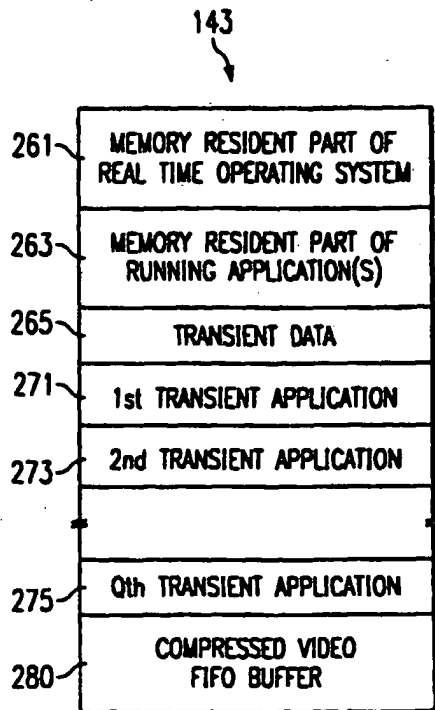 143
261
MEMORY RESIDENT PART OF
REAL TIME OPERATING SYSTEM
263
MEMORY RESIDENT PART OF
RUNNING APPLICATION(S)
265
TRANSIENT DATA
271
1st TRANSIENT APPLICATION
273
2nd TRANSIENT APPLICATION
275
Qth TRANSIENT APPLICATION
280
COMPRESSED VIDEO
FIFO BUFFER